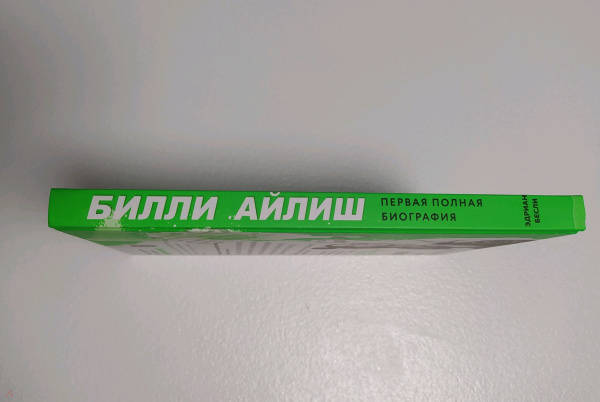 БИЛЛИ АЙЛИШ
ПЕРВАЯ ПОЛНАЯ
БИОГРАФИЯ
ЭДРИАН
БЕСЛИ